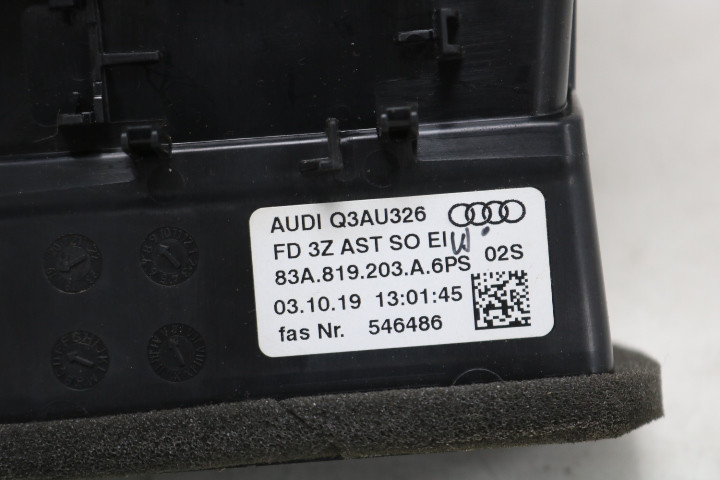 AUDI Q3AU326
FD 3Z AST SO EI
83A.819.203.A.6PS 02S
03.10.19 13:01:45
fas Nr. 546486